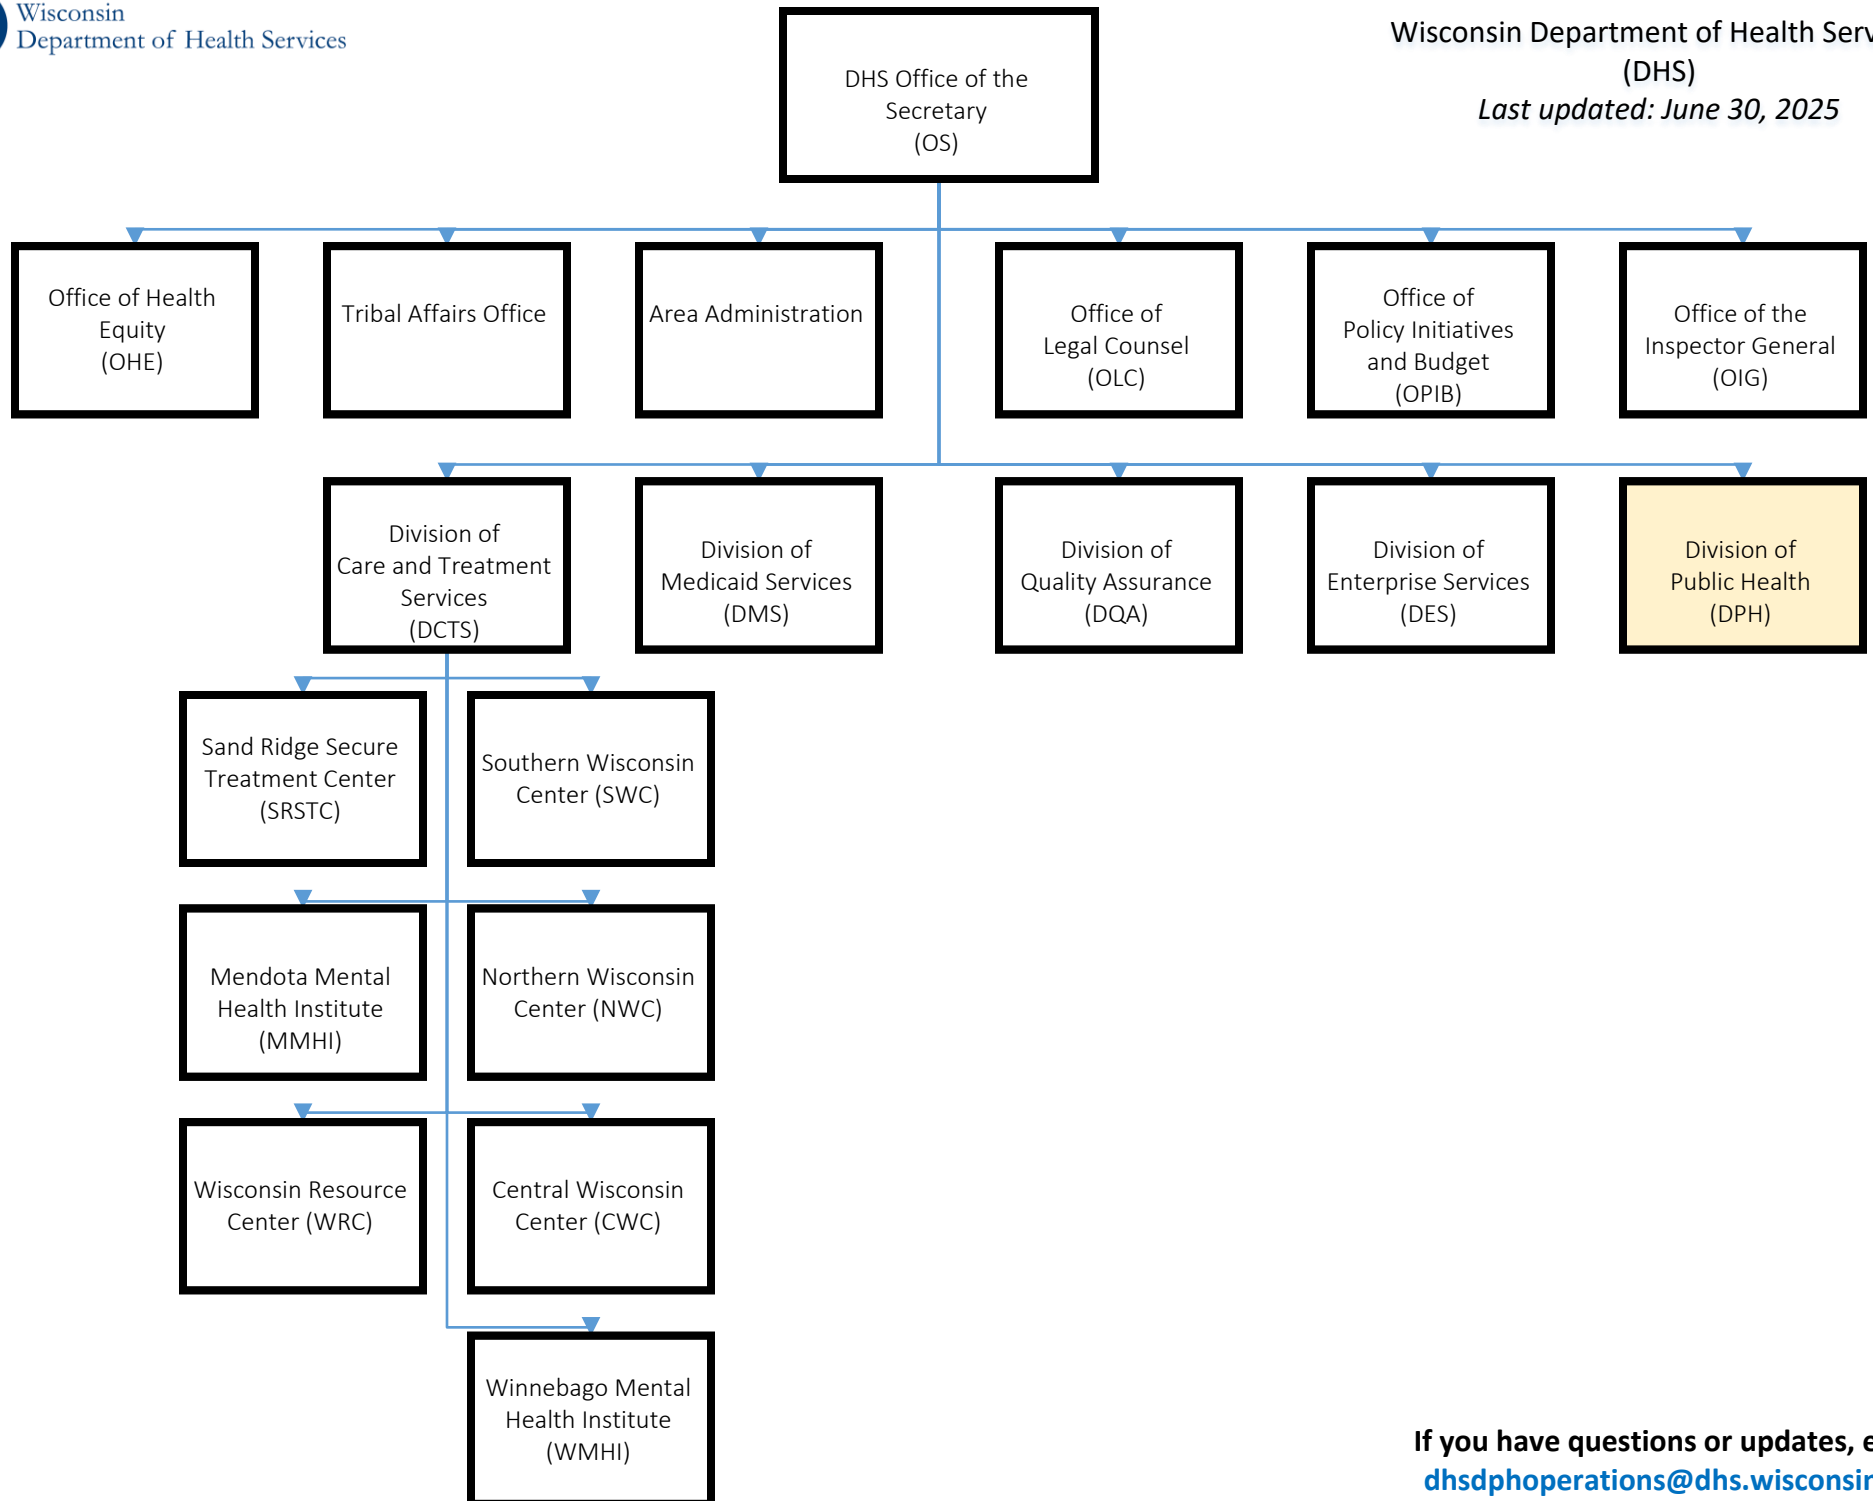 Wisconsin
Department of Health Services
Wisconsin Department of Health Serv
(DHS)
Last updated: June 30, 2025
DHS Office of the
Secretary
(OS)
Office of Health
Equity
(OHE)
Tribal Affairs Office
Area Administration
Office of
Legal Counsel
(OLC)
Office of
Policy Initiatives
and Budget
(OPIB)
Office of the
Inspector General
(OIG)
Division of
Care and Treatment
Services
(DCTS)
Division of
Medicaid Services
(DMS)
Division of
Quality Assurance
(DQA)
Division of
Enterprise Services
(DES)
Division of
Public Health
(DPH)
Sand Ridge Secure
Treatment Center
(SRSTC)
Southern Wisconsin
Center (SWC)
Mendota Mental
Health Institute
(MMHI)
Northern Wisconsin
Center (NWC)
Wisconsin Resource
Center (WRC)
Central Wisconsin
Center (CWC)
Winnebago Mental
Health Institute
(WMHI)
If you have questions or updates, e
dhsdphoperations@dhs.wisconsin